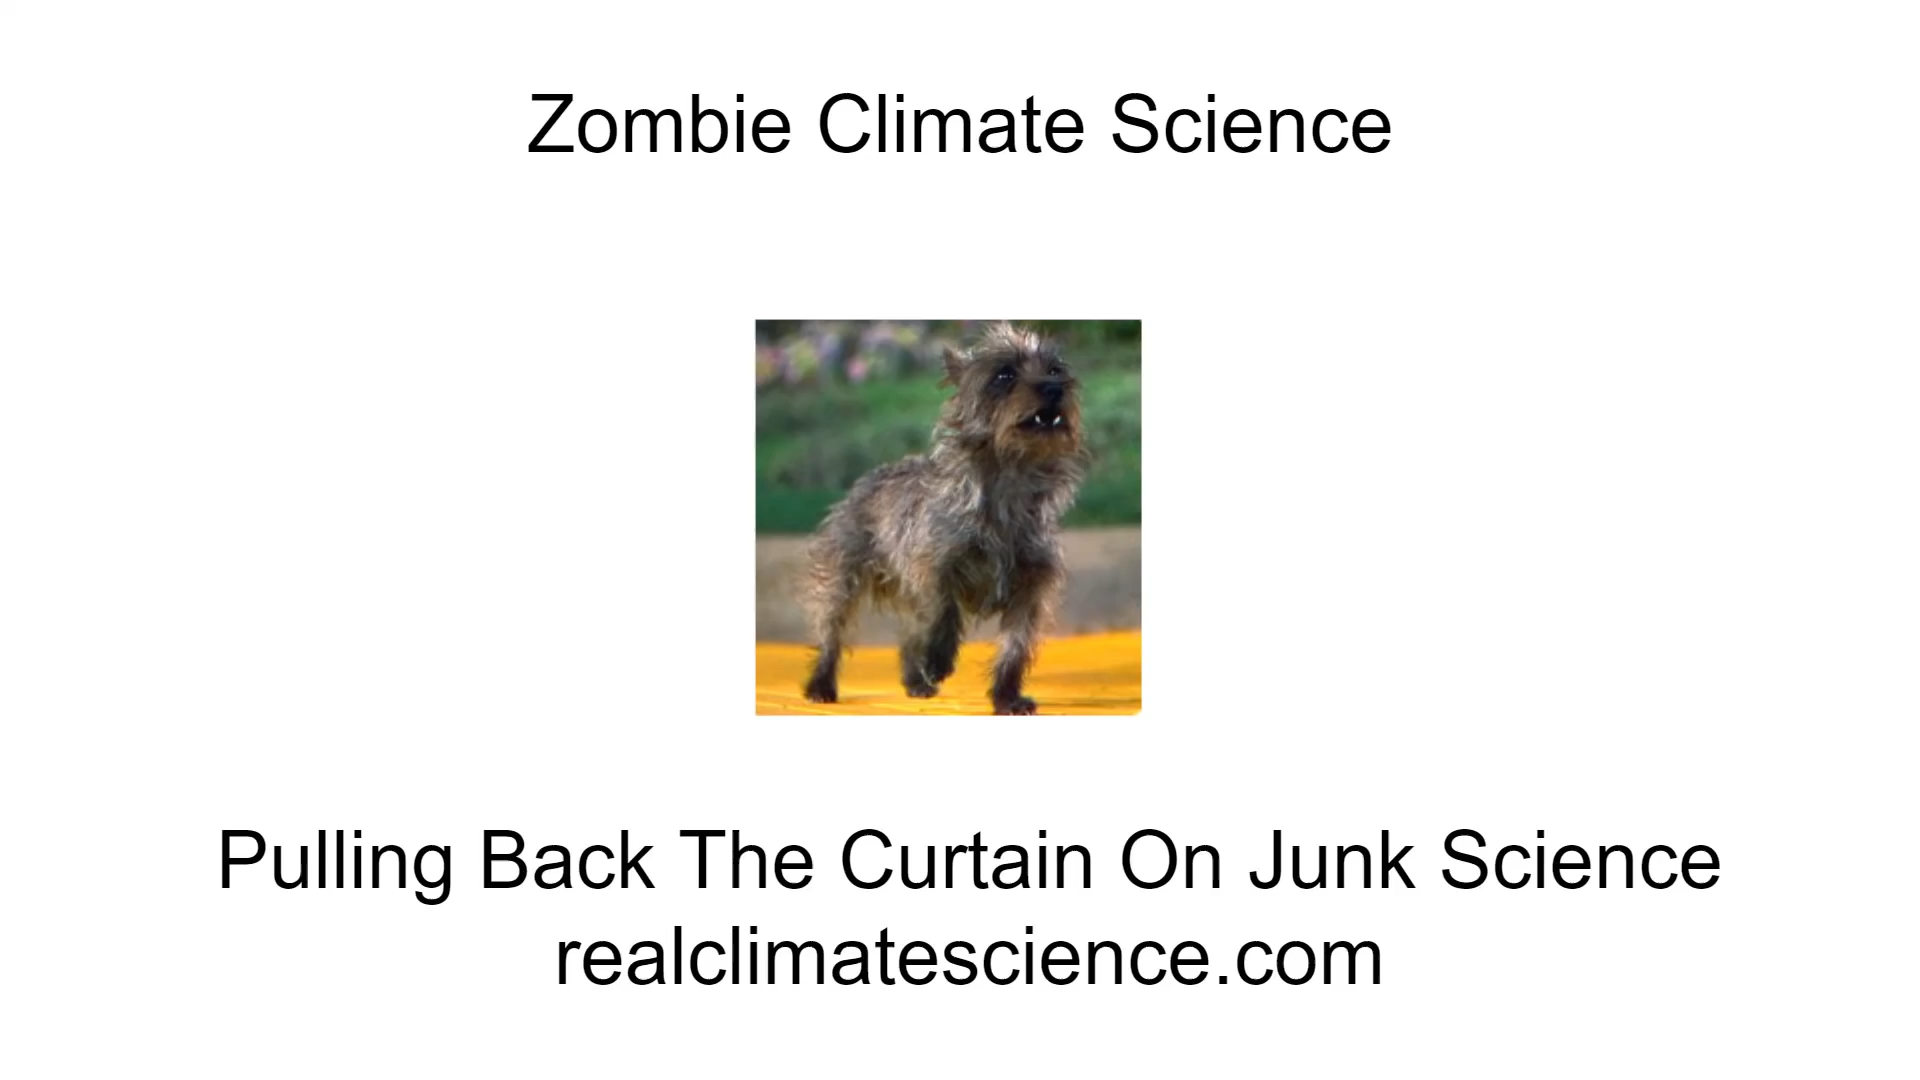 Zombie Climate Science
Pulling Back The Curtain On Junk Science
realclimatescience.com